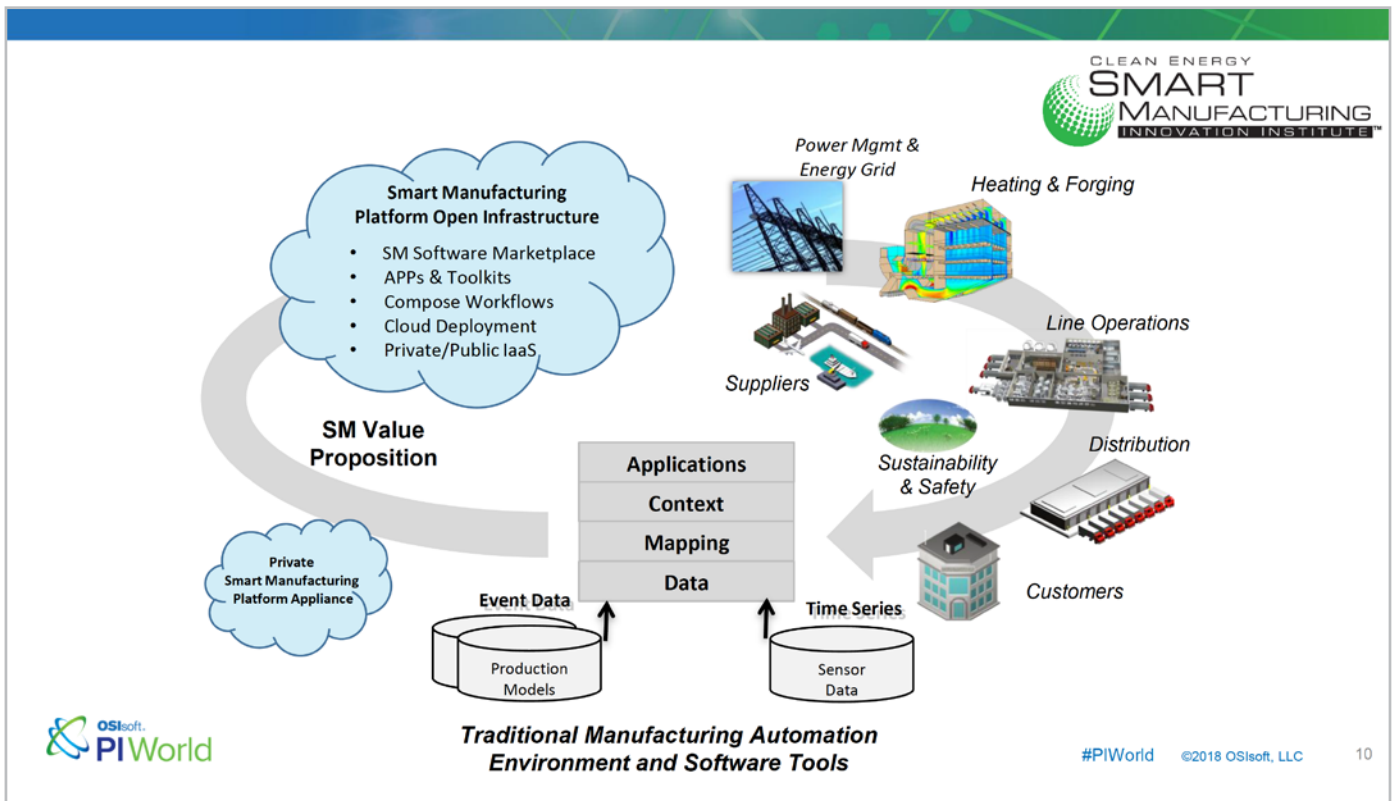 CLEAN ENERGY
SMART
MANUFACTURING
INNOVATION INSTITUTE™
Smart Manufacturing
Platform Open Infrastructure
• SM Software Marketplace
• APPs & Toolkits
• Compose Workflows
• Cloud Deployment
• Private/Public IaaS
Power Mgmt &
Energy Grid
Heating & Forging
Line Operations
Suppliers
Distribution
Sustainability
& Safety
Customers
SM Value
Proposition
Applications
Context
Mapping
Data
Private
Smart Manufacturing
Platform Appliance
Event Data
Production
Models
Time Series
Sensor
Data
Traditional Manufacturing Automation
Environment and Software Tools
OSIsoft.
PI World
#PIWorld ©2018 OSIsoft, LLC 10